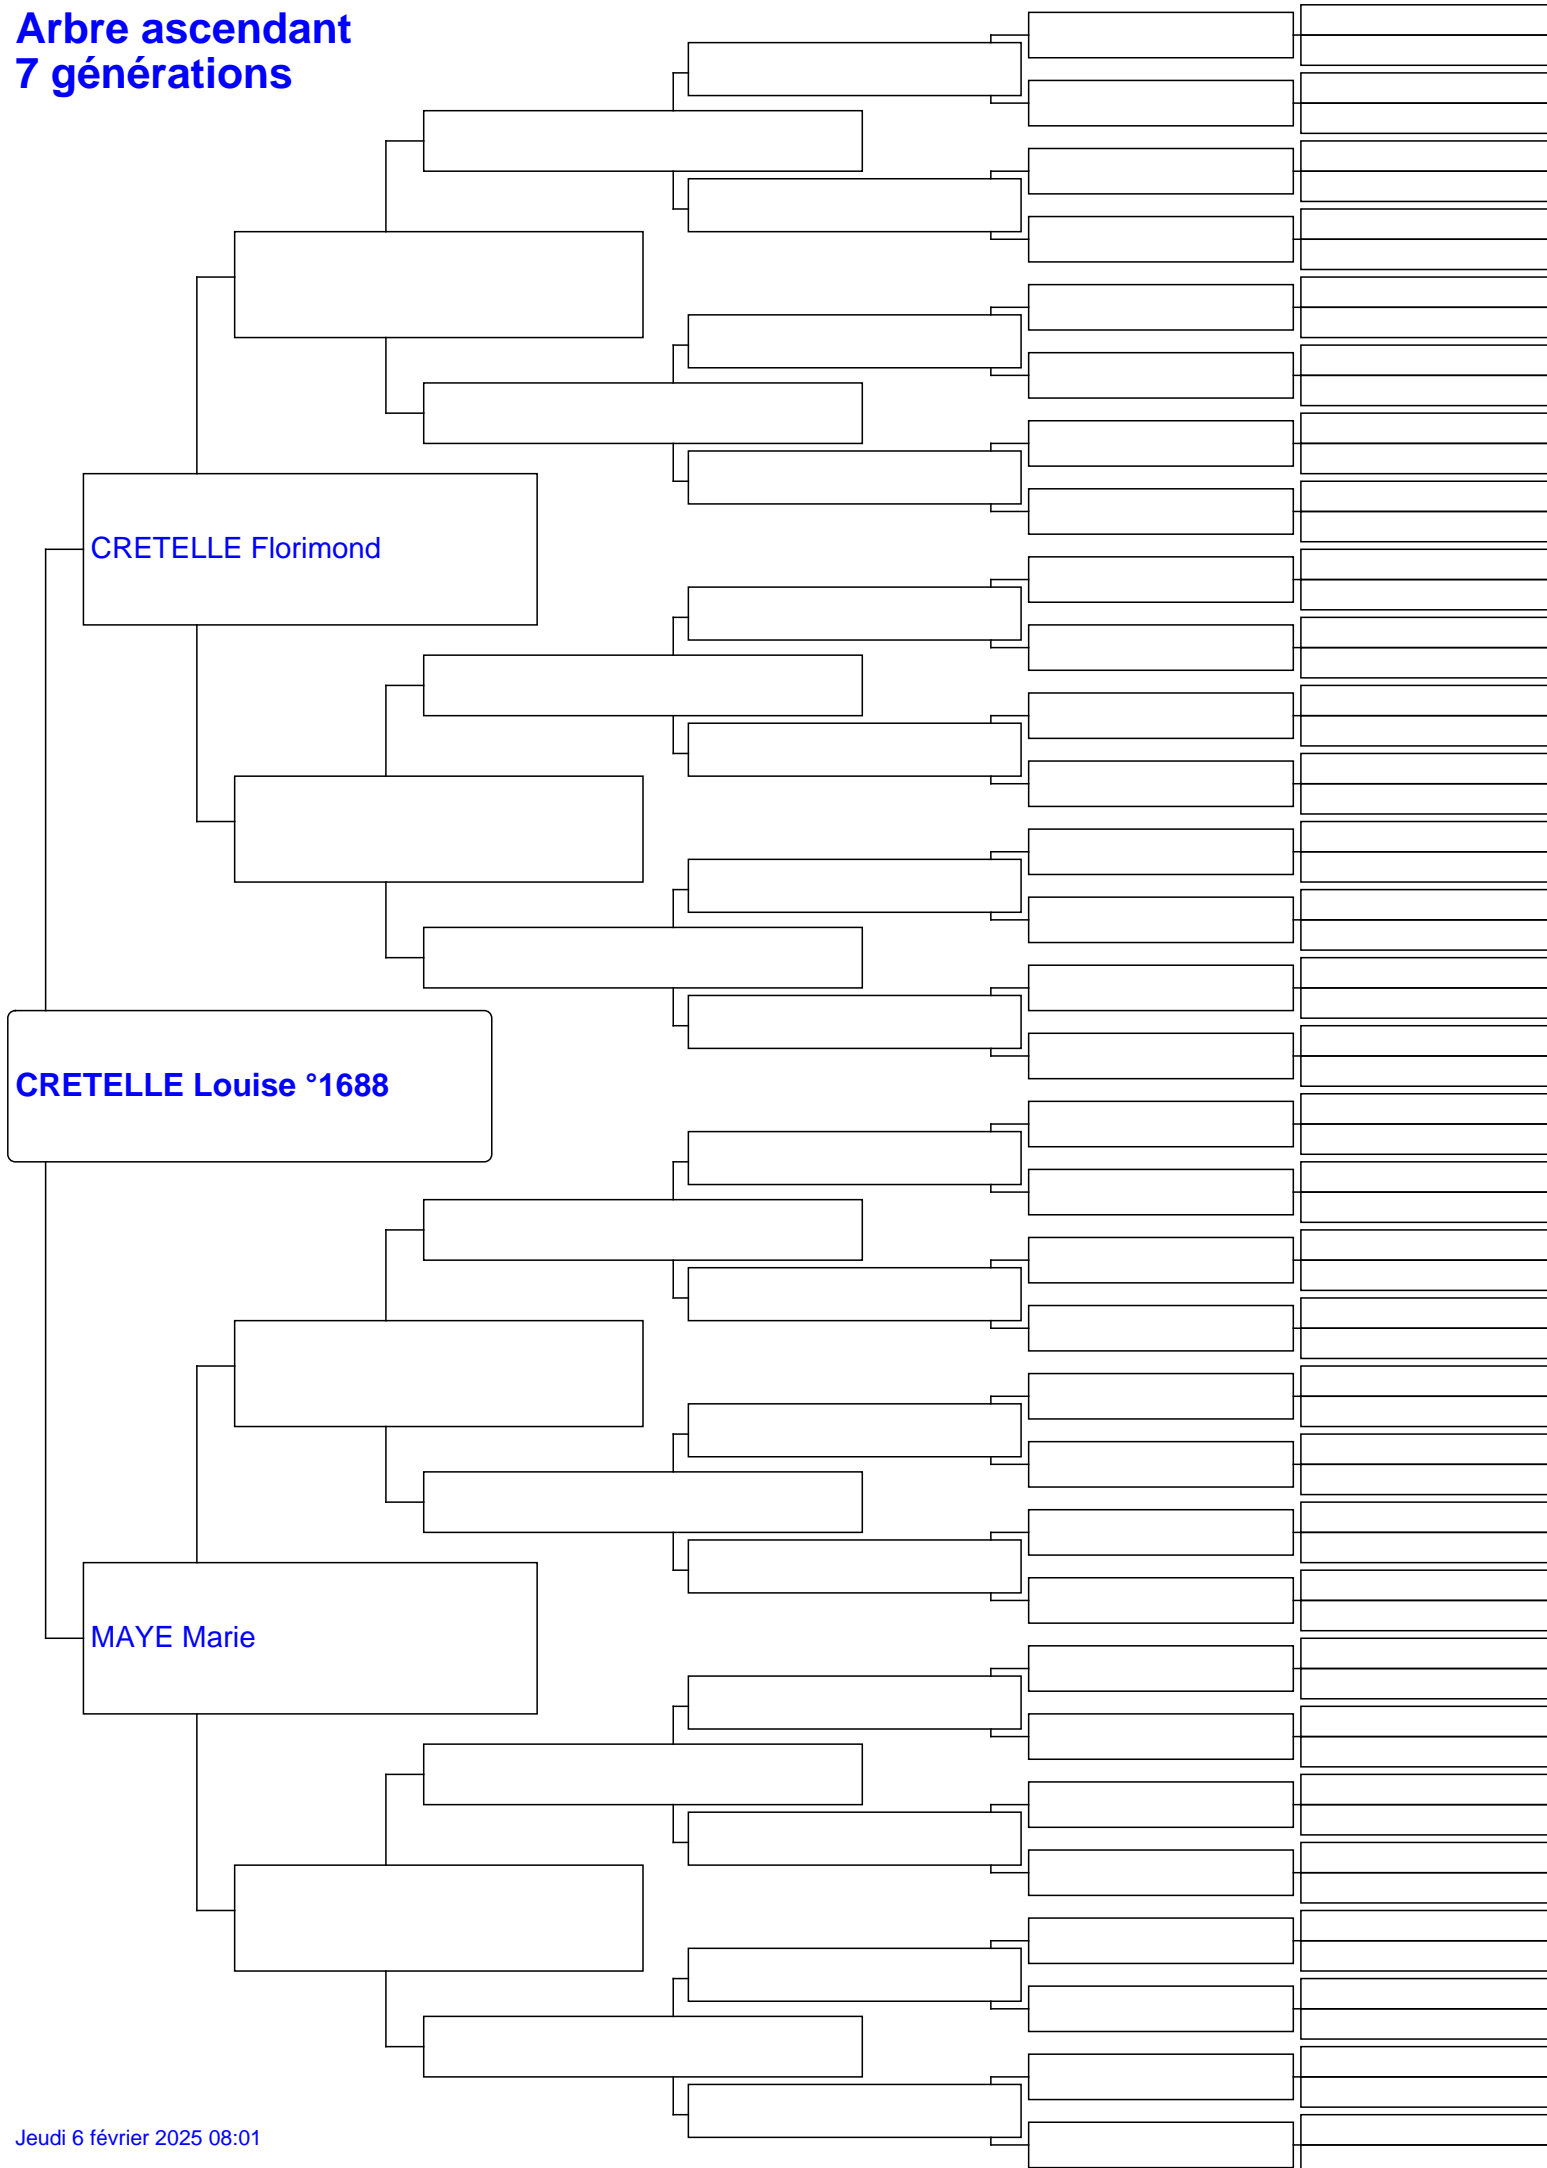 Arbre ascendant
7 générations
CRETELLE Florimond
CRETELLE Louise °1688
MAYE Marie
Jeudi 6 février 2025 08:01